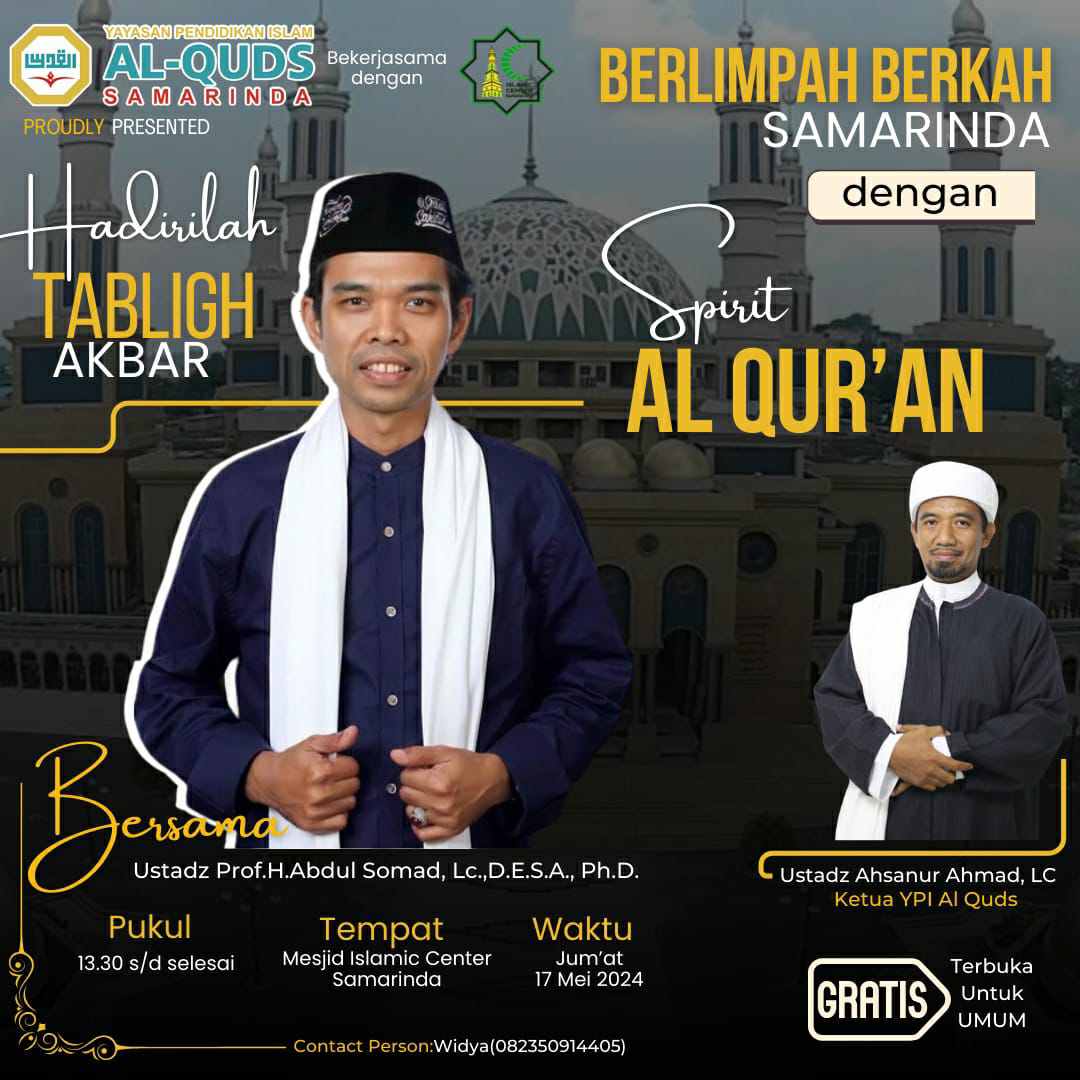 القدس
YAYASAN PENDIDIKAN ISLAM
AL-QUDS
SAMARINDA
PROUDLY PRESENTED
Bekerjasama
dengan
ISLAMIC
CENTER
BERLIMPAH BERKAH
SAMARINDA
dengan
Spirit
AL QUR'AN
Hadirilah
TABLIGH
AKBAR
Bersama
Ustadz Prof.H.Abdul Somad, Lc.,D.E.S.A., Ph.D.
Ustadz Ahsanur Ahmad, LC
Ketua YPI Al Quds
Pukul
13.30 s/d selesai
Tempat
Mesjid Islamic Center
Samarinda
Waktu
Jum'at
17 Mei 2024
GRATIS
Terbuka
Untuk
UMUM
Contact Person:Widya(082350914405)